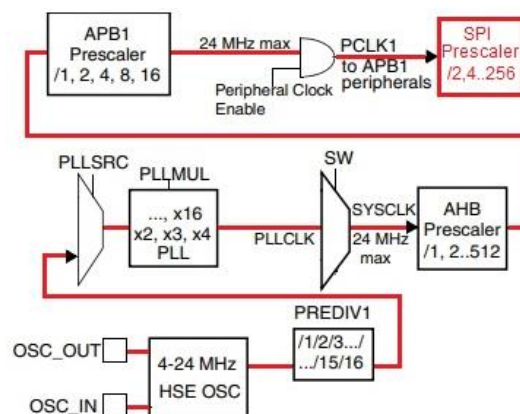 APB1
Prescaler
/1, 2, 4, 8, 16
24 MHz max
Peripheral Clock
Enable
PCLK1
to APB1
peripherals
SPI
Prescaler
/2,4..256
PLLSRC
PLLMUL
..., x16
x2, x3, x4
PLL
PLLCLK
SW
SYSCLK
24 MHz
max
AHB
Prescaler
/1, 2..512
PREDIV1
/1/2/3.../
.../15/16
OSC_OUT
OSC_IN
4-24 MHz
HSE OSC